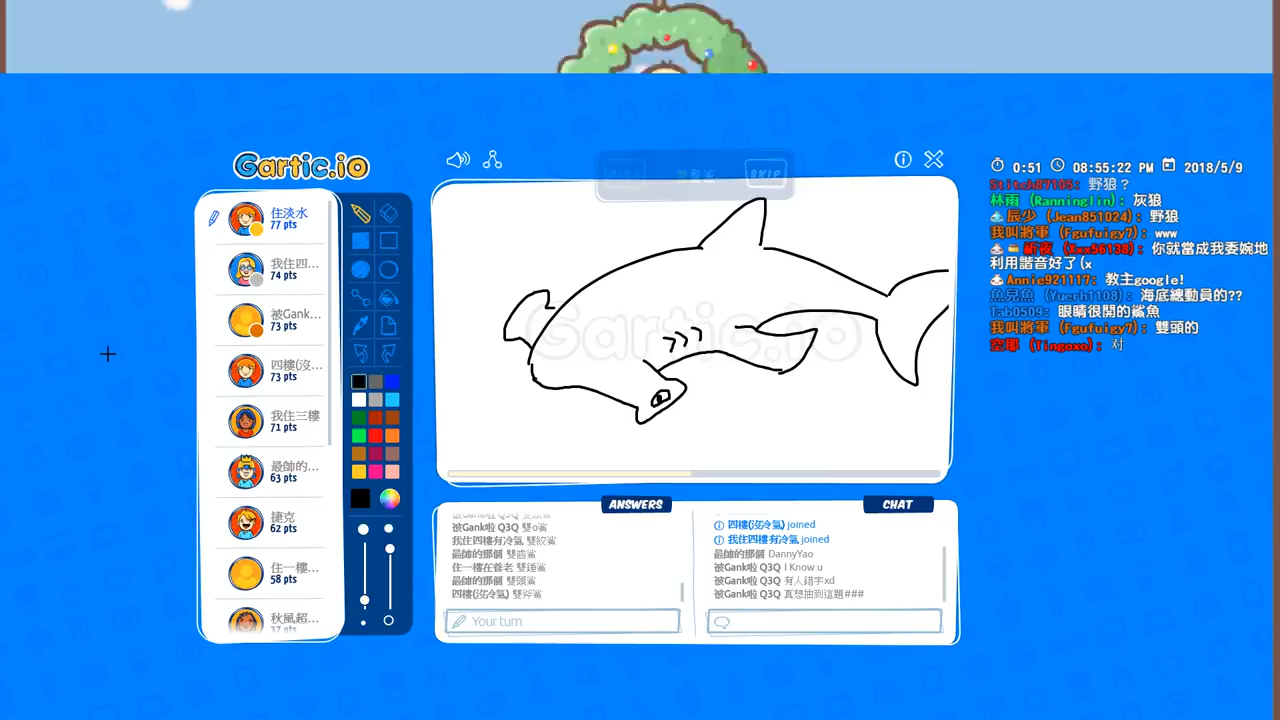 Gartic.io
SKIP
住淡水
77 pts
我住四...
74 pts
被Gank...
73 pts
四樓(沒...
73 pts
我住三樓
71 pts
最帥的...
63 pts
捷克
62 pts
住一樓...
58 pts
秋風超...
37 pts
Gartic.io
ANSWERS
被Gank啦 Q3Q 雙o鯊
我住四樓有冷氣 雙紋鯊
最帥的那個 雙齒鯊
住一樓在養老 雙錘鯊
最帥的那個 雙頭鯊
四樓(沒冷氣) 雙斧鯊
Your turn
CHAT
四樓(沒冷氣) joined
我住四樓有冷氣 joined
最帥的那個 DannyYao
被Gank啦 Q3Q I Know u
被Gank啦 Q3Q 有人錯字xd
被Gank啦 Q3Q 真想抽到這題###
0:51 08:55:22 PM 2018/5/9
Stitch87105: 野狼？
林雨 (Ranninglin): 灰狼
辰少 (Jean851024): 野狼
我叫將軍 (Fgufuigy7): www
祈夜 (Xxx56138): 你就當成我委婉地
利用諧音好了(x
Annie921117: 教主google!
魚兒魚 (Yuerh1108): 海底總動員的??
Tab0509: 眼睛很開的鯊魚
我叫將軍 (Fgufuigy7): 雙頭的
空耶 (Yingoxo): 对